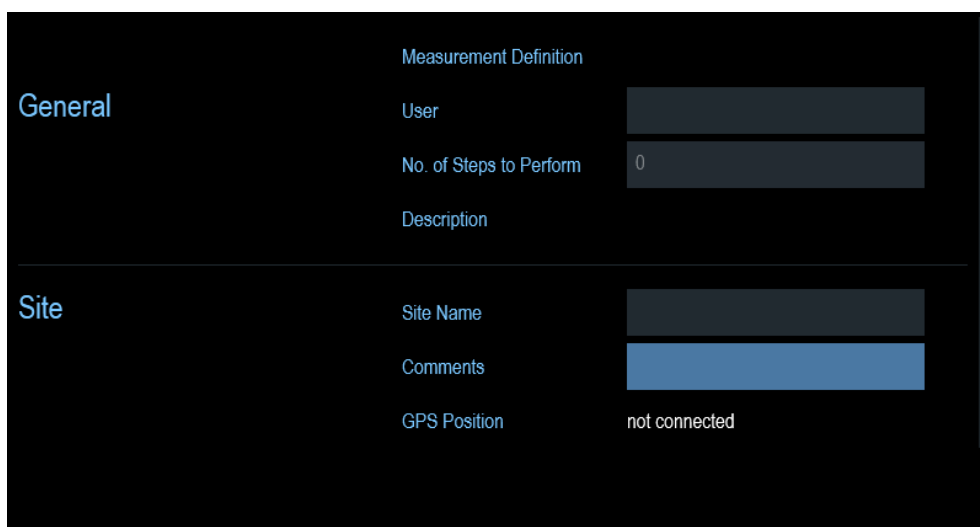 Measurement Definition
General
User
No. of Steps to Perform
0
Description
Site
Site Name
Comments
GPS Position
not connected